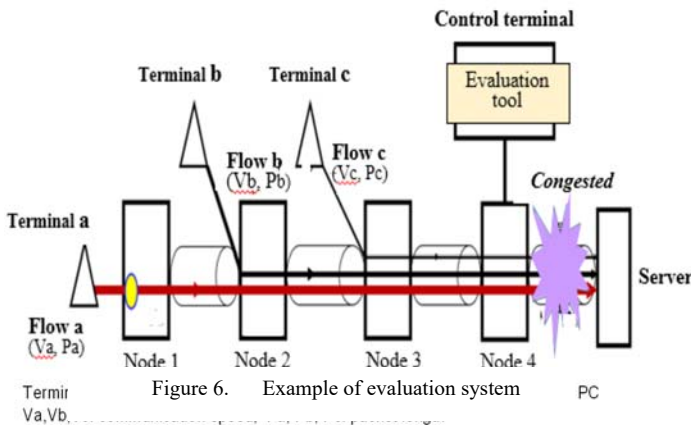 Control terminal
Evaluation
tool
Terminal b
Terminal c
Flow b
(Vb, Pb)
Flow c
(Vc, Pc)
Congested
Terminal a
Server
Flow a
(Va, Pa)
Node 1
Node 2
Node 3
Node 4
Figure 6. Example of evaluation system
PC
Va,Vb,